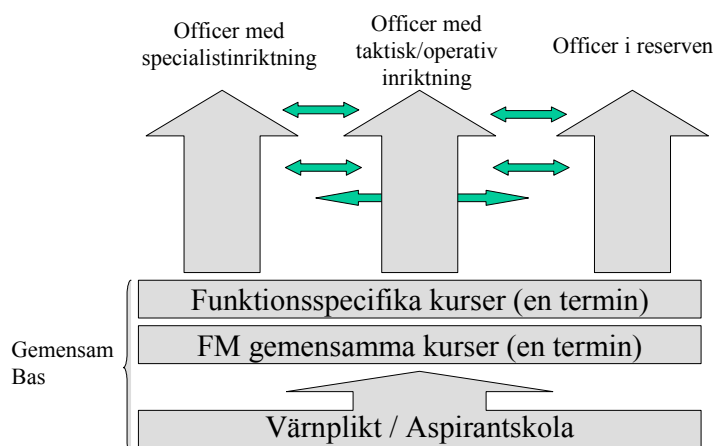 Officer med
specialistinriktning
Officer med
taktisk/operativ
inriktning
Officer i reserven
Funktionsspecifika kurser (en termin)
FM gemensamma kurser (en termin)
Gemensam
Bas
Värnplikt / Aspirantskola